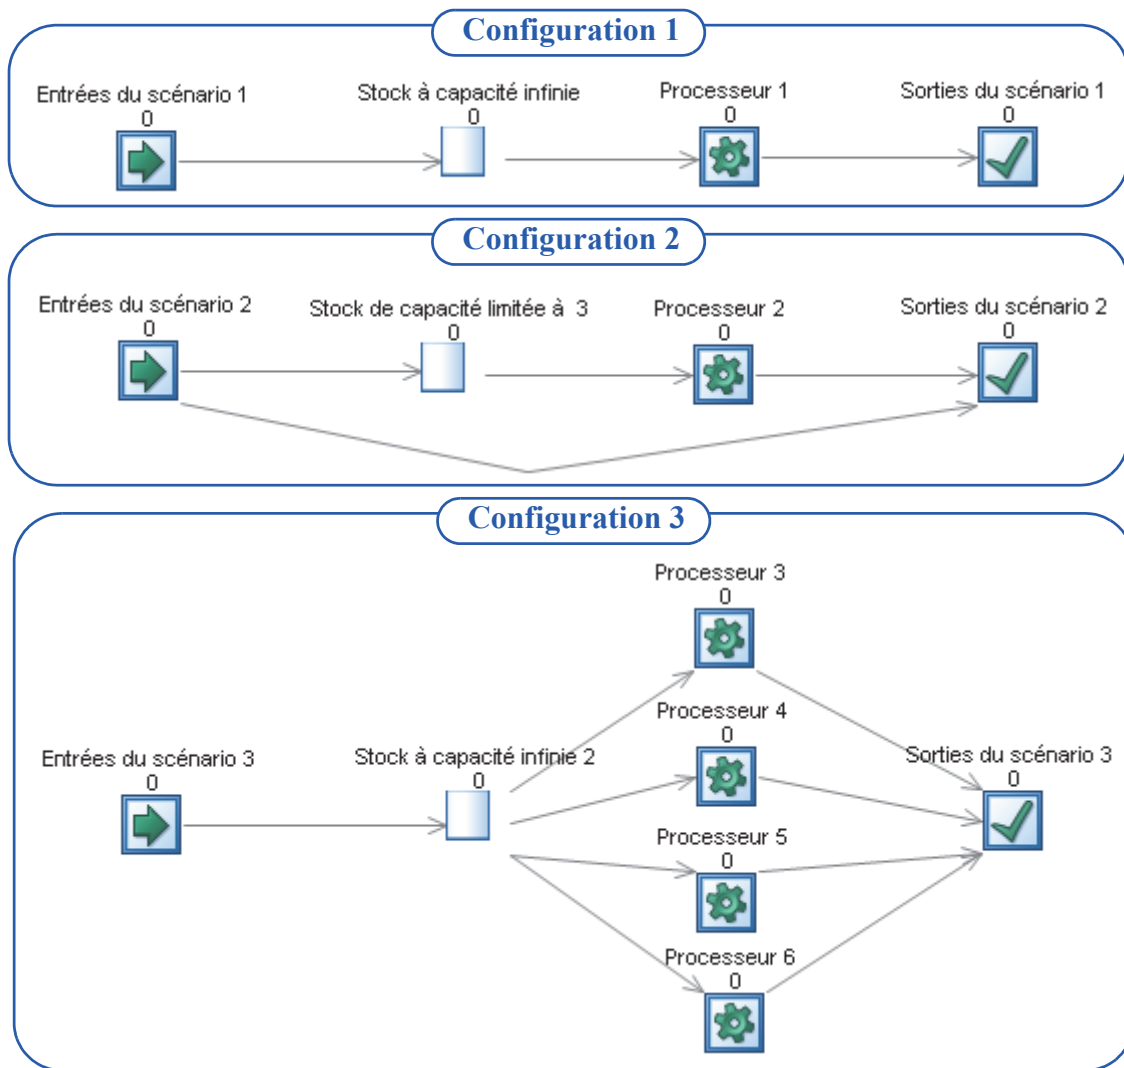 Configuration 1
Entrées du scénario 1
0
Stock à capacité infinie
0
Processeur 1
0
Sorties du scénario 1
0
Configuration 2
Entrées du scénario 2
0
Stock de capacité limitée à 3
0
Processeur 2
0
Sorties du scénario 2
0
Configuration 3
Processeur 3
0
Processeur 4
0
Entrées du scénario 3
0
Stock à capacité infinie 2
0
Sorties du scénario 3
0
Processeur 5
0
Processeur 6
0